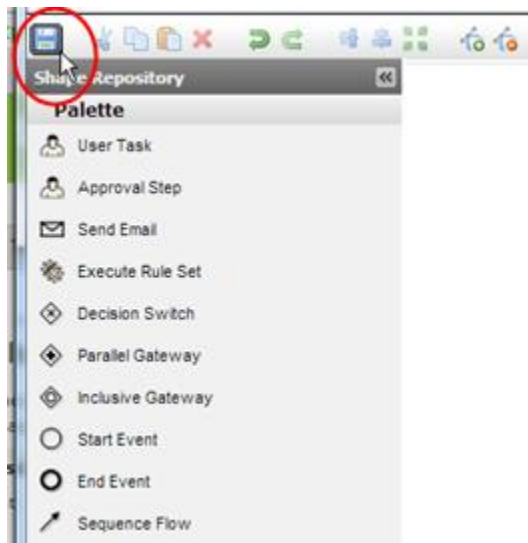 Shape Repository
Palette
User Task
Approval Step
Send Email
Execute Rule Set
Decision Switch
Parallel Gateway
Inclusive Gateway
Start Event
End Event
Sequence Flow